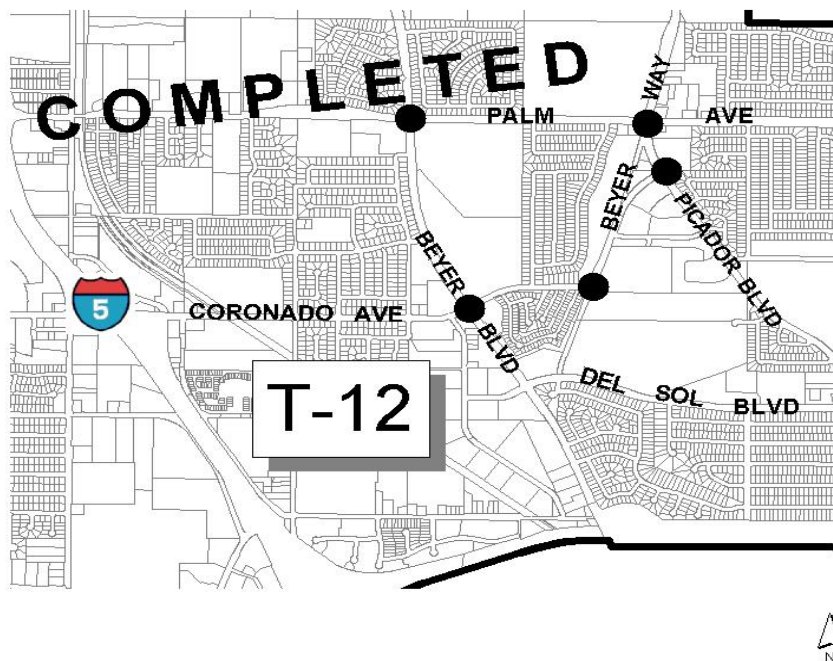 COMPLETED
WAY
PALM AVE
BEYER
PICADOR BLVD
BEYER BLVD
5
CORONADO AVE
DEL SOL BLVD
T-12
N